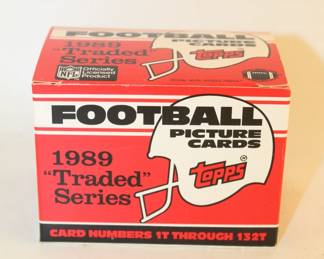 FOOTBALL
PICTURE CARDS
1989
"Traded"
Series
NFL
Officially
Licensed
Product
topps
FOOTBALL
PICTURE
CARDS
1989
"Traded"
Series
topps®
CARD NUMBERS 1T THROUGH 132T